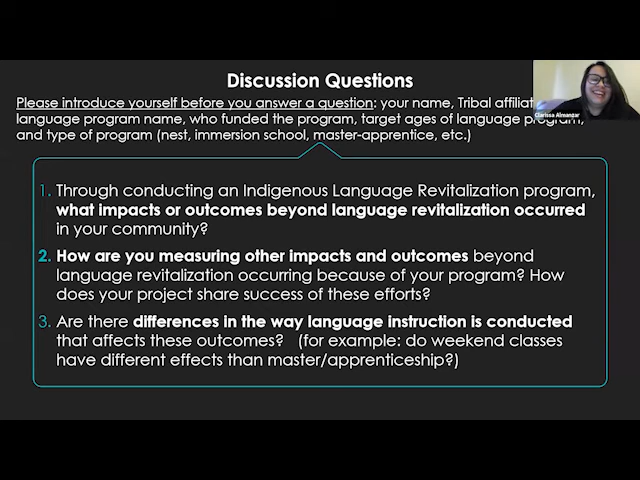 Discussion Questions
Please introduce yourself before you answer a question: your name, Tribal affiliat
language program name, who funded the program, target ages of language program,
and type of program (nest, immersion school, master-apprentice, etc.)
Clarissa Almanzar
1. Through conducting an Indigenous Language Revitalization program,
what impacts or outcomes beyond language revitalization occurred
in your community?
2. How are you measuring other impacts and outcomes beyond
language revitalization occurring because of your program? How
does your project share success of these efforts?
3. Are there differences in the way language instruction is conducted
that affects these outcomes? (for example: do weekend classes
have different effects than master/apprenticeship?)